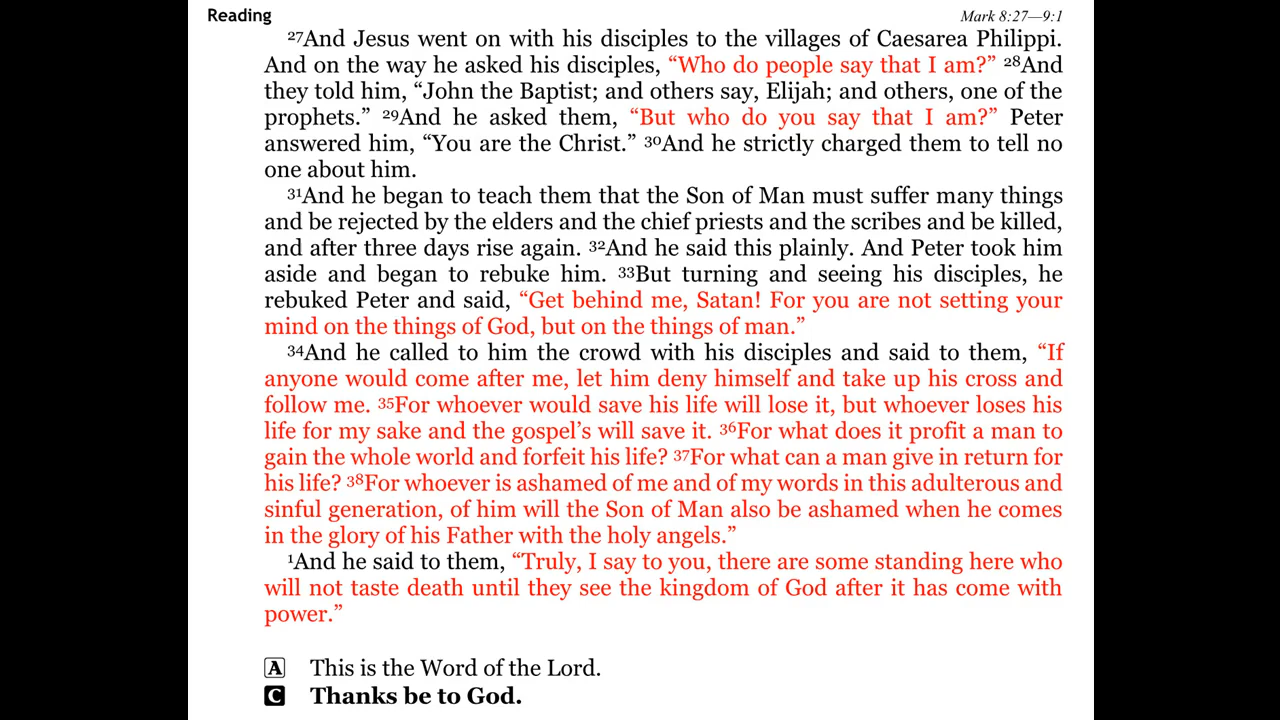 Reading Mark 8:27—9:1
27And Jesus went on with his disciples to the villages of Caesarea Philippi.
And on the way he asked his disciples, “Who do people say that I am?” 28And
they told him, “John the Baptist; and others say, Elijah; and others, one of the
prophets.” 29And he asked them, “But who do you say that I am?” Peter
answered him, “You are the Christ.” 30And he strictly charged them to tell no
one about him.
31And he began to teach them that the Son of Man must suffer many things
and be rejected by the elders and the chief priests and the scribes and be killed,
and after three days rise again. 32And he said this plainly. And Peter took him
aside and began to rebuke him. 33But turning and seeing his disciples, he
rebuked Peter and said, “Get behind me, Satan! For you are not setting your
mind on the things of God, but on the things of man.”
34And he called to him the crowd with his disciples and said to them, “If
anyone would come after me, let him deny himself and take up his cross and
follow me. 35For whoever would save his life will lose it, but whoever loses his
life for my sake and the gospel’s will save it. 36For what does it profit a man to
gain the whole world and forfeit his life? 37For what can a man give in return for
his life? 38For whoever is ashamed of me and of my words in this adulterous and
sinful generation, of him will the Son of Man also be ashamed when he comes
in the glory of his Father with the holy angels.”
1And he said to them, “Truly, I say to you, there are some standing here who
will not taste death until they see the kingdom of God after it has come with
power.”
A This is the Word of the Lord.
C Thanks be to God.